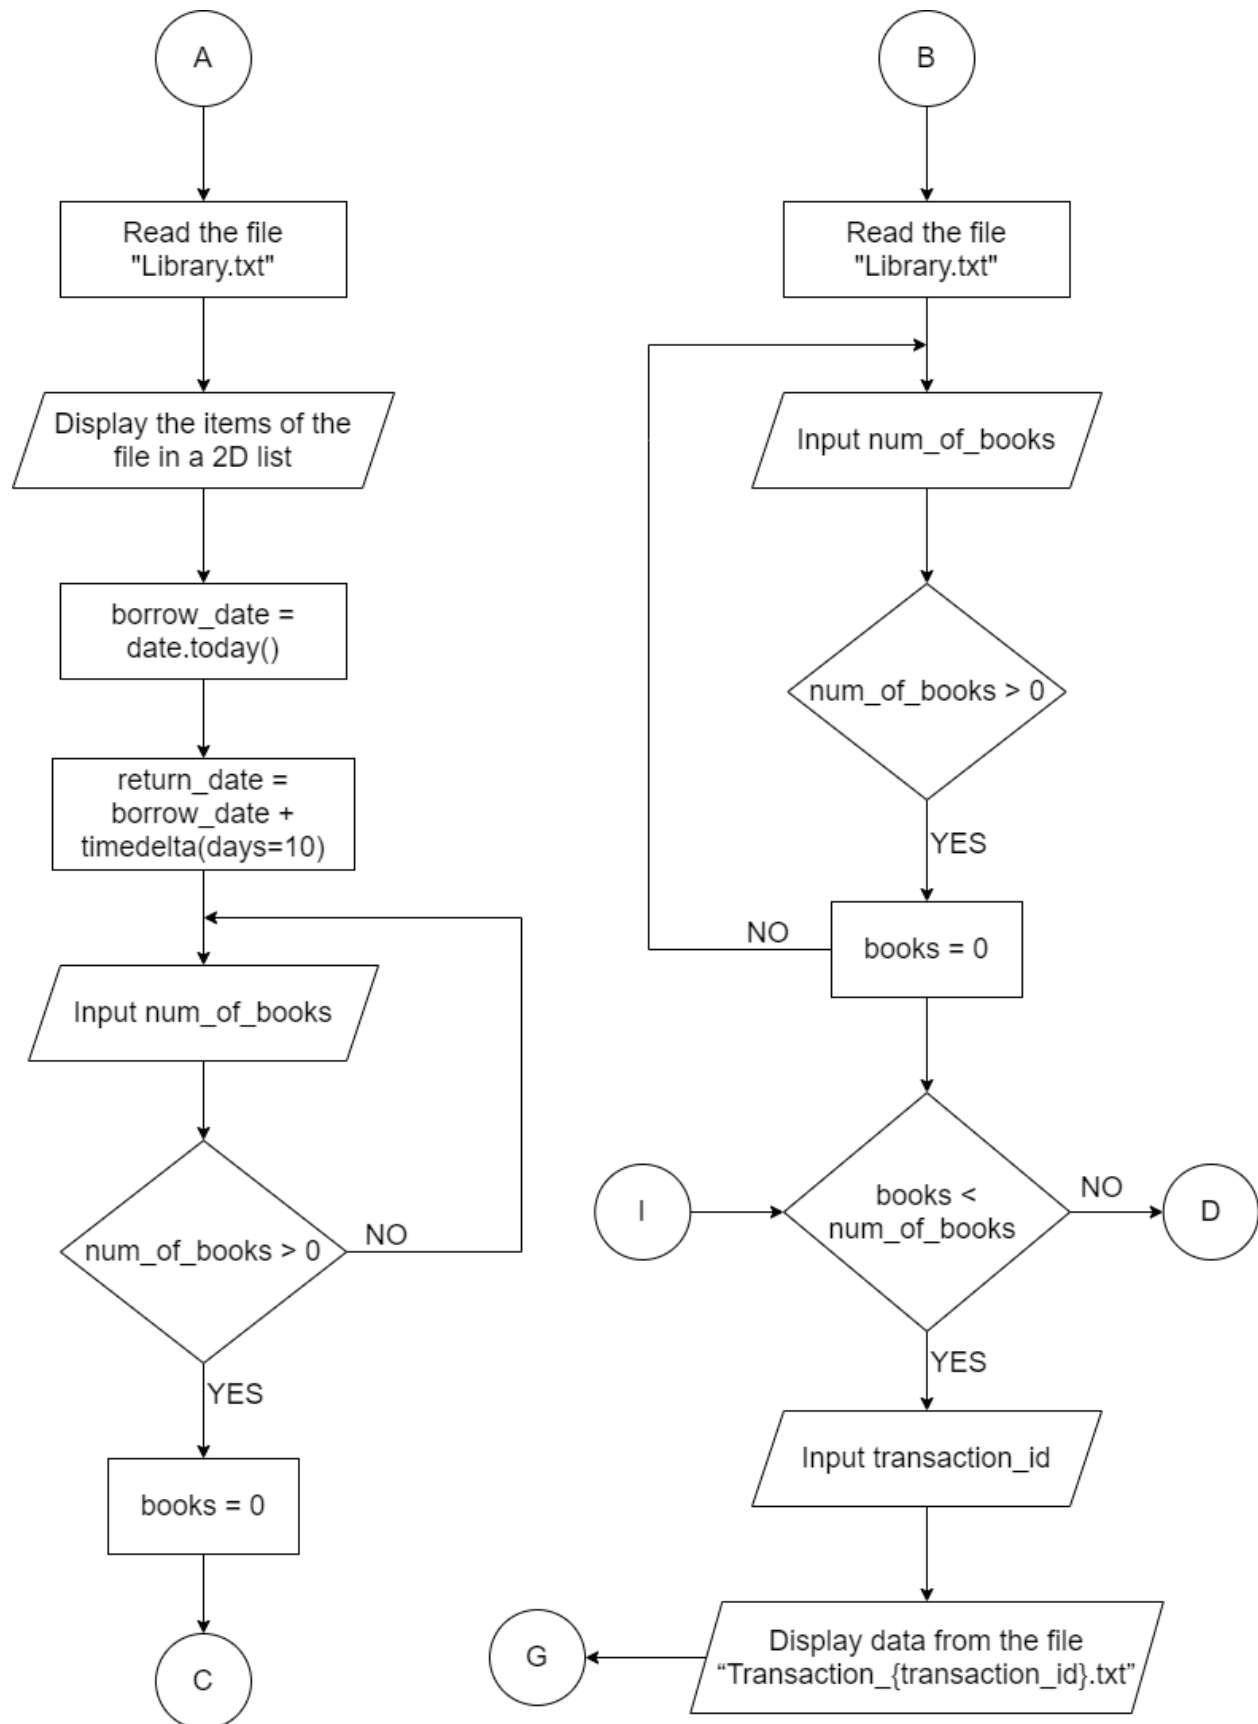 A
Read the file
"Library.txt"
Display the items of the
file in a 2D list
borrow_date =
date.today()
return_date =
borrow_date +
timedelta(days=10)
Input num_of_books
num_of_books > 0
NO
YES
books = 0
C
B
Read the file
"Library.txt"
Input num_of_books
num_of_books > 0
YES
NO
books = 0
I
books <
num_of_books
NO
D
YES
Input transaction_id
Display data from the file
“Transaction_{transaction_id}.txt”
G